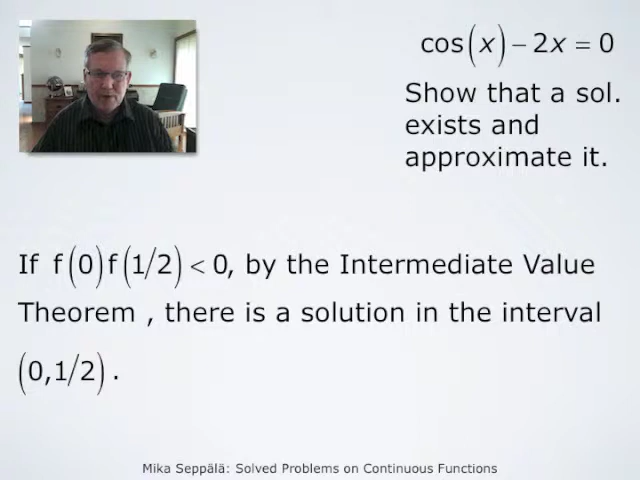 cos(x) − 2x = 0
Show that a sol.
exists and
approximate it.
If f(0)f(1/2) < 0, by the Intermediate Value
Theorem , there is a solution in the interval
(0,1/2) .
Mika Seppälä: Solved Problems on Continuous Functions